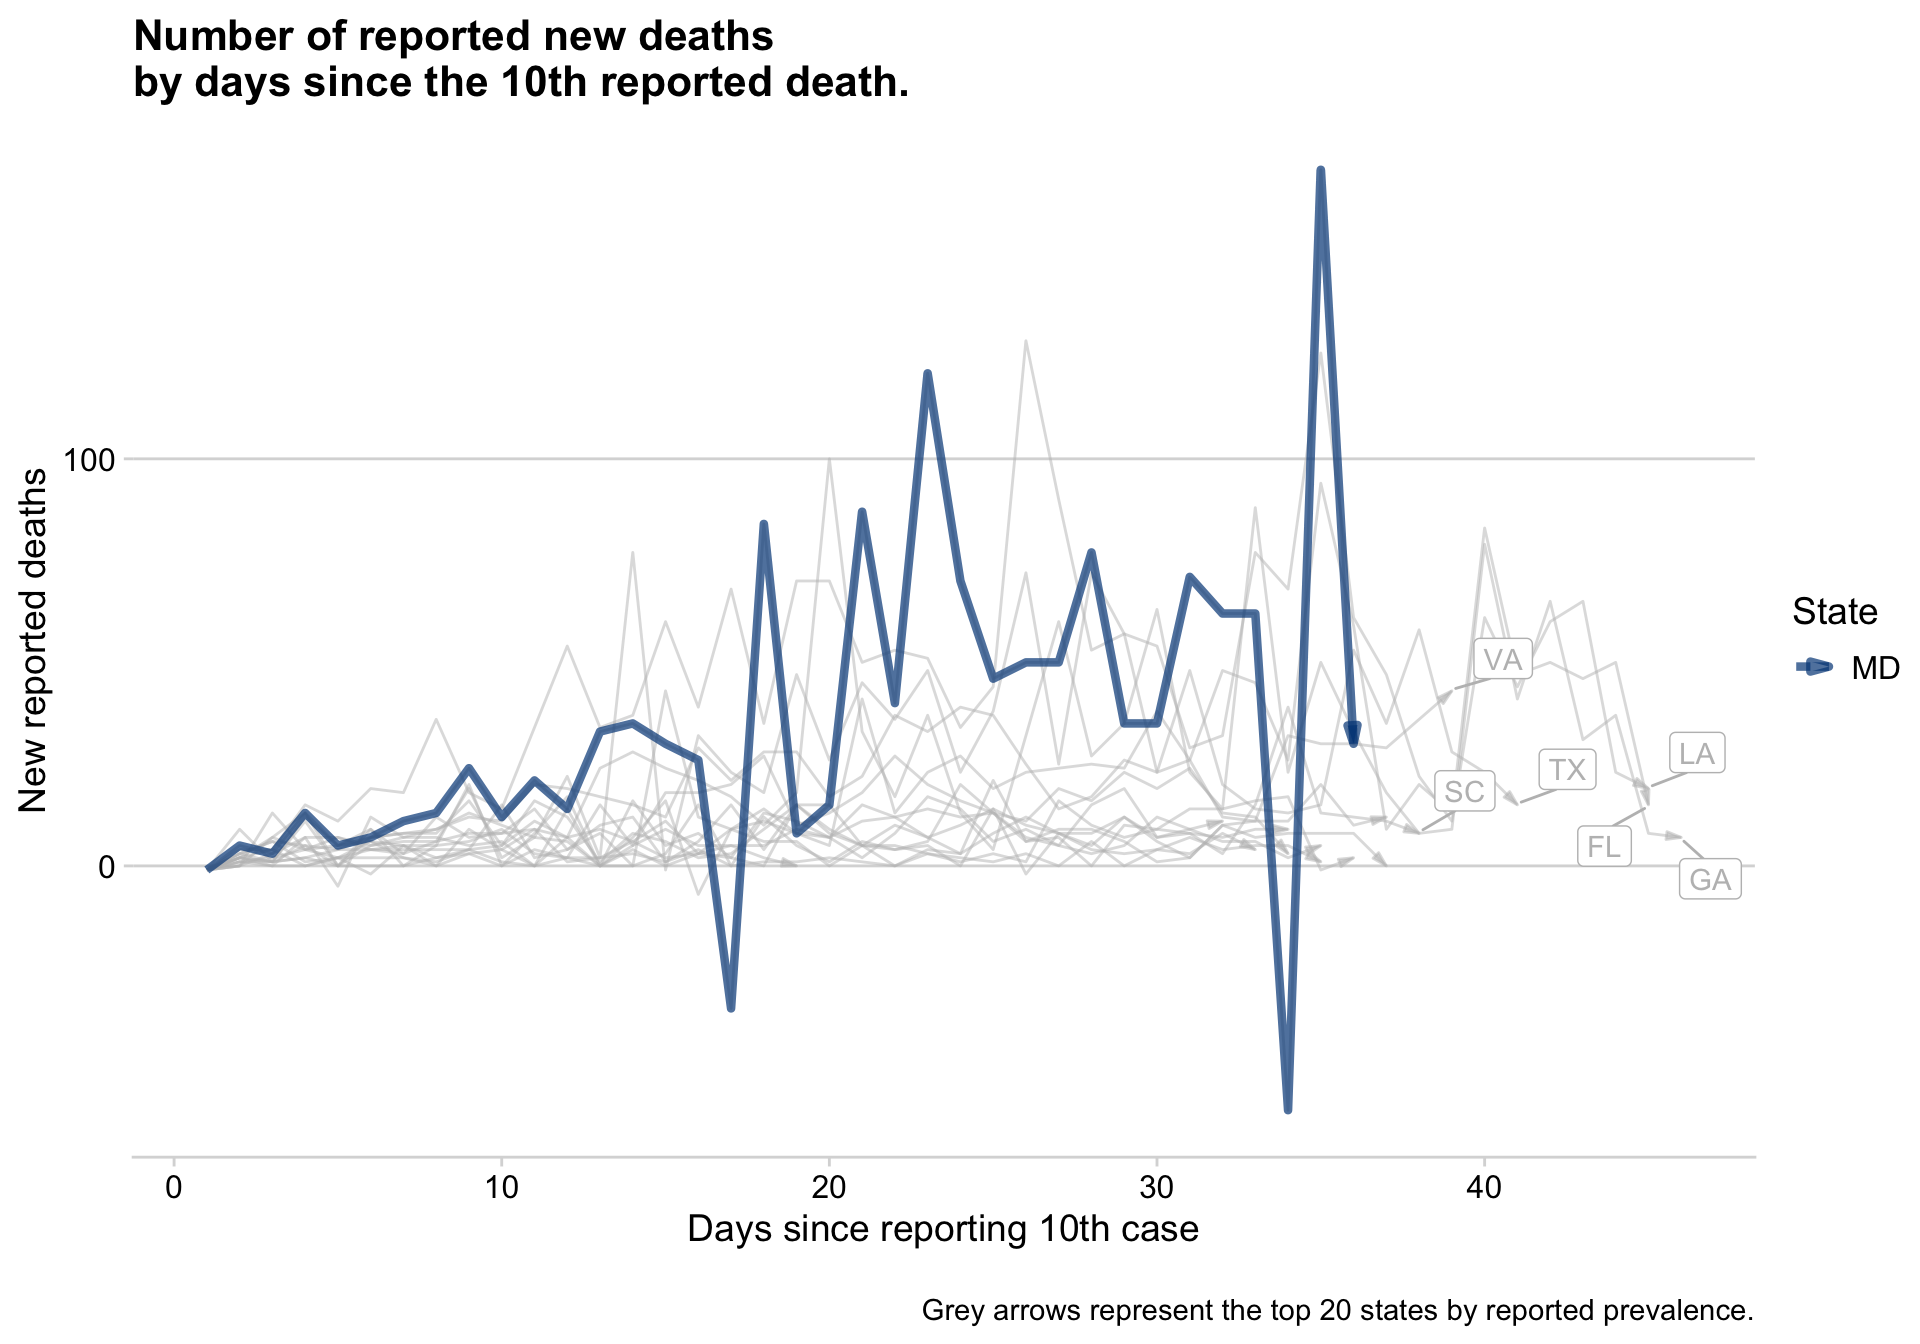 Number of reported new deaths
by days since the 10th reported death.
New reported deaths
100
0
VA
LA
TX
SC
FL
GA
State
MD
0
10
20
30
40
Days since reporting 10th case
Grey arrows represent the top 20 states by reported prevalence.